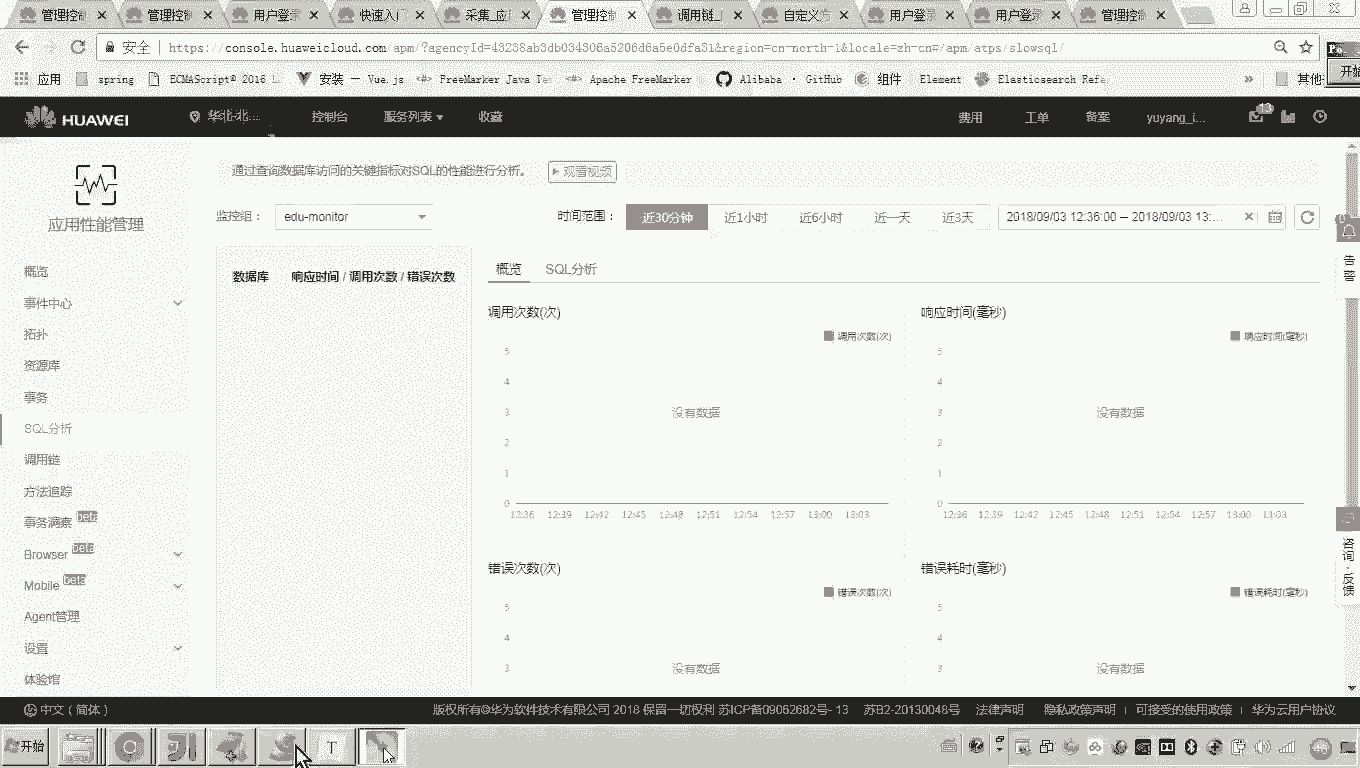 管理控制 管理控制 用户登录 快速入门 采集_应 管理控制 调用链_ 自定义 用户登录 用户登录 管理控制
安全 https://console.huaweicloud.com/apm/?agencyId=43238ab3db034306a5206d6a5e0dfa31&region=cn-north-1&locale=zh-cn#/apm/atps/slowsql/
应用 spring ECMAScript® 2016 L 安装 — Vue.js FreeMarker Java Te Apache FreeMarker Alibaba · GitHub 组件 | Element Elasticsearch Refe » 其他
开始
HUAWEI 华北-北... 控制台 服务列表 收藏 费用 工单 备案 yuyang_i... 13
通过查询数据库访问的关键指标对SQL的性能进行分析。 观看视频
应用性能管理
监控组： edu-monitor 时间范围： 近30分钟 近1小时 近6小时 近一天 近3天 2018/09/03 12:36:00 – 2018/09/03 13:...
告警
概览
事件中心
拓扑
资源库
事务
SQL分析
调用链
方法追踪
事务洞察 beta
Browser beta
Mobile beta
Agent管理
设置
体验馆
数据库 响应时间 / 调用次数 / 错误次数
概览 SQL分析
调用次数(次)
调用次数(次)
5
4
3
2
1
0
没有数据
12:36 12:39 12:42 12:45 12:48 12:51 12:54 12:57 13:00 13:03
响应时间(毫秒)
响应时间(毫秒)
5
4
3
2
1
0
没有数据
12:36 12:39 12:42 12:45 12:48 12:51 12:54 12:57 13:00 13:03
错误次数(次)
错误次数(次)
5
4
3
没有数据
错误耗时(毫秒)
错误耗时(毫秒)
5
4
3
没有数据
咨询·反馈
中文（简体） 版权所有©华为软件技术有限公司 2018 保留一切权利 苏ICP备09062682号-13 苏B2-20130048号 法律声明 隐私政策声明 | 可接受的使用政策 | 华为云用户协议
开始 T